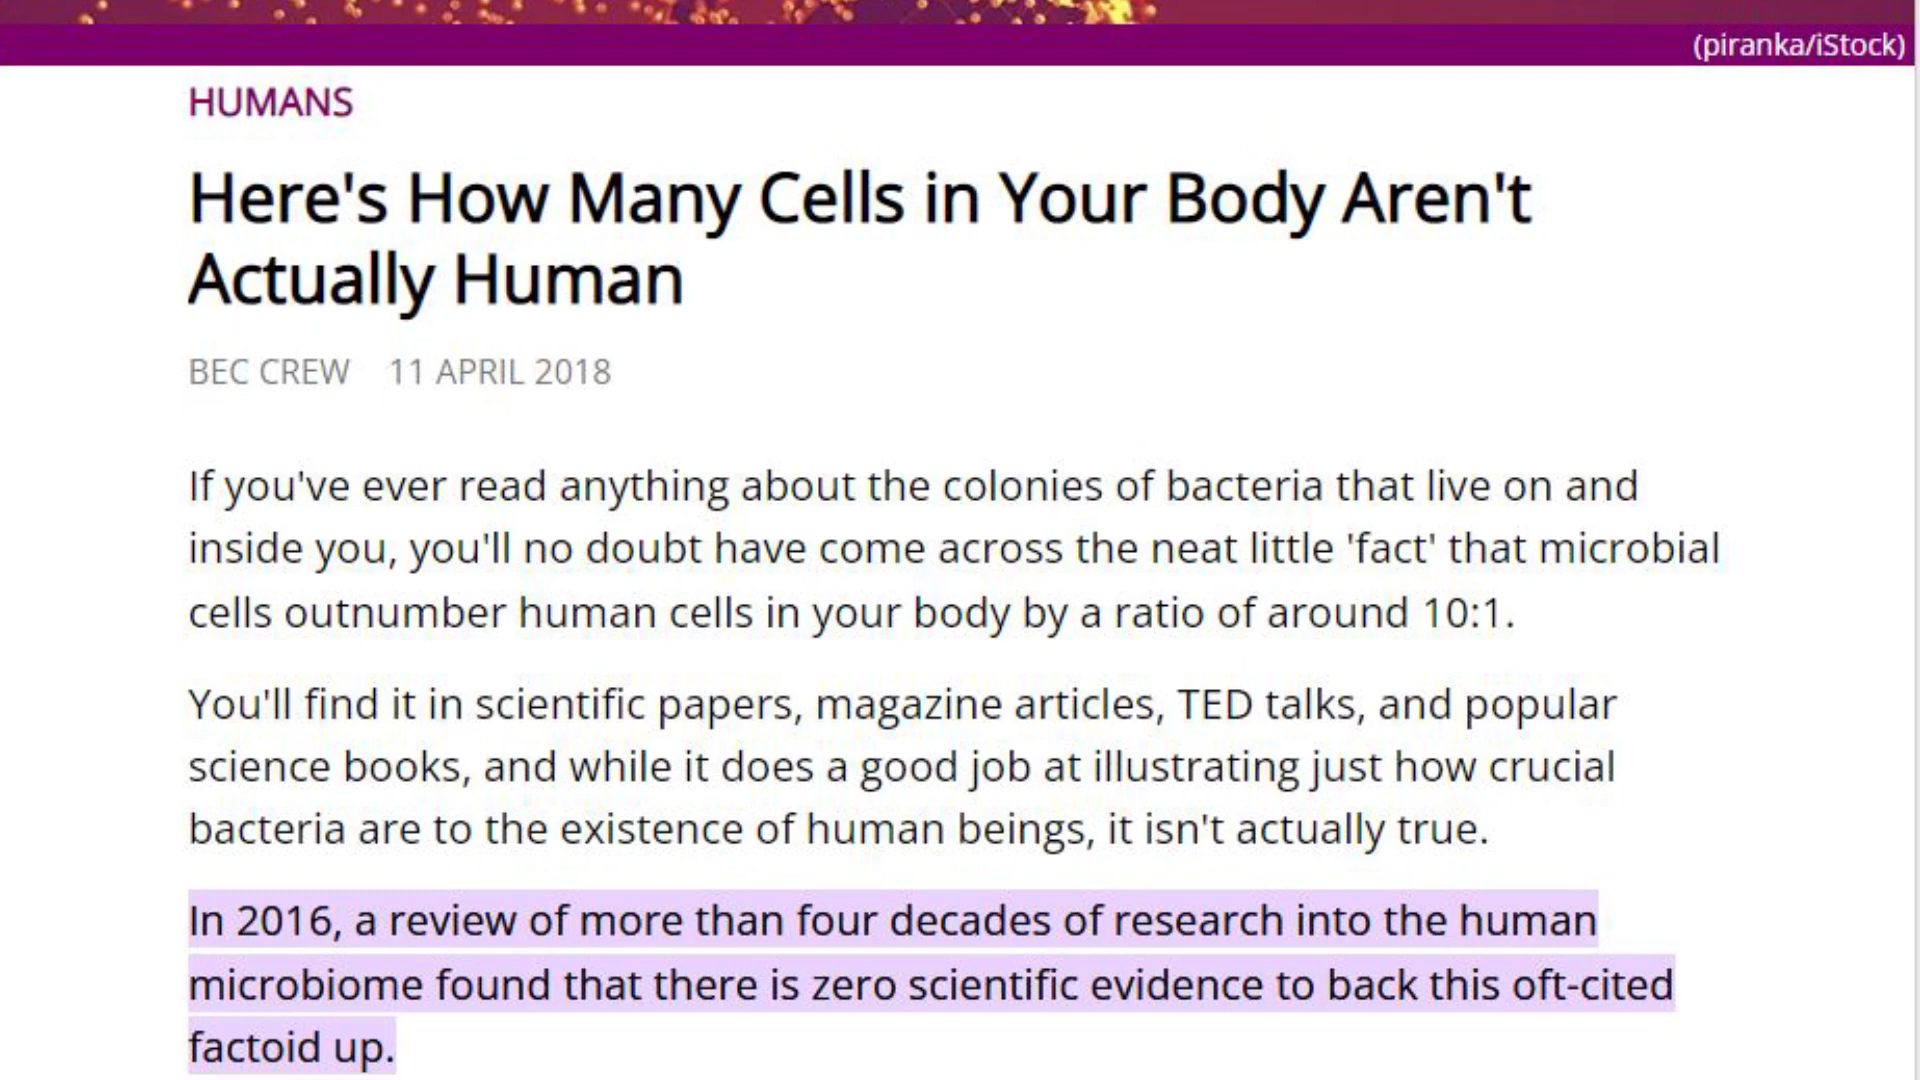 (piranka/iStock)
HUMANS
Here's How Many Cells in Your Body Aren't
Actually Human
BEC CREW 11 APRIL 2018
If you've ever read anything about the colonies of bacteria that live on and
inside you, you'll no doubt have come across the neat little 'fact' that microbial
cells outnumber human cells in your body by a ratio of around 10:1.
You'll find it in scientific papers, magazine articles, TED talks, and popular
science books, and while it does a good job at illustrating just how crucial
bacteria are to the existence of human beings, it isn't actually true.
In 2016, a review of more than four decades of research into the human
microbiome found that there is zero scientific evidence to back this oft-cited
factoid up.